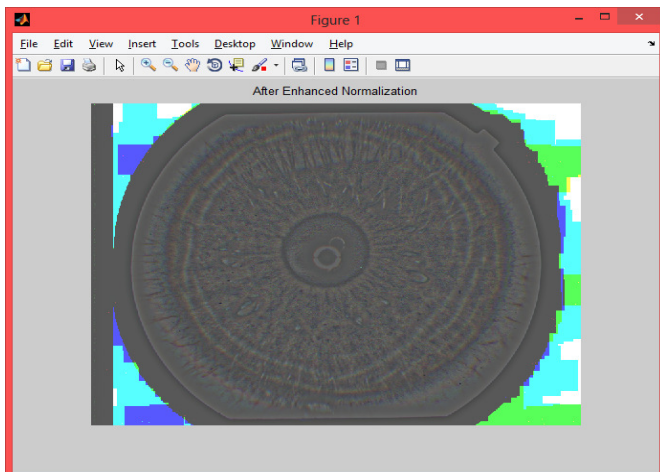 Figure 1
File Edit View Insert Tools Desktop Window Help
After Enhanced Normalization